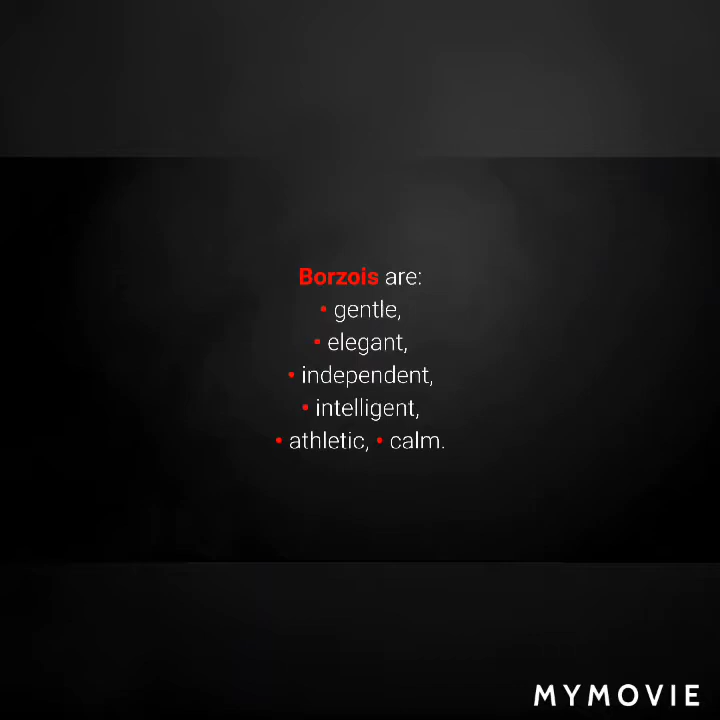 Borzois are:
• gentle,
• elegant,
• independent,
• intelligent,
• athletic, • calm.
MYMOVIE